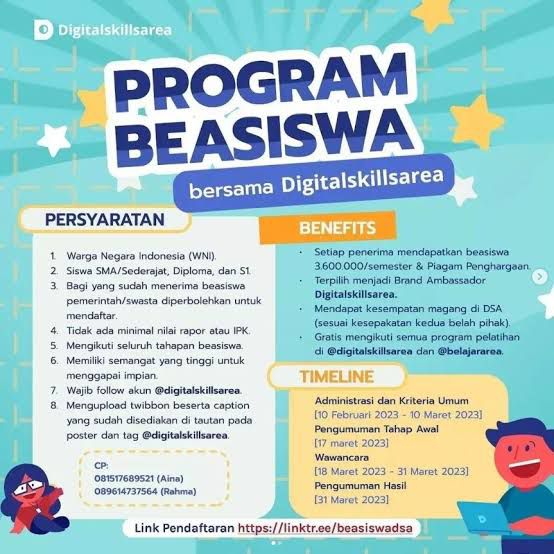 Digitalskillsarea
PROGRAM
BEASISWA
bersama Digitalskillsarea
PERSYARATAN
1. Warga Negara Indonesia (WNI).
2. Siswa SMA/Sederajat, Diploma, dan S1.
3. Bagi yang sudah menerima beasiswa
pemerintah/swasta diperbolehkan untuk
mendaftar.
4. Tidak ada minimal nilai rapor atau IPK.
5. Mengikuti seluruh tahapan beasiswa.
6. Memiliki semangat yang tinggi untuk
menggapai impian.
7. Wajib follow akun @digitalskillsarea.
8. Mengupload twibbon beserta caption
yang sudah disediakan di tautan pada
poster dan tag @digitalskillsarea.
CP:
081517689521 (Aina)
089614737564 (Rahma)
BENEFITS
• Setiap penerima mendapatkan beasiswa
3.600.000/semester & Piagam Penghargaan.
• Terpilih menjadi Brand Ambassador
Digitalskillsarea.
• Mendapat kesempatan magang di DSA
(sesuai kesepakatan kedua belah pihak).
• Gratis mengikuti semua program pelatihan
di @digitalskillsarea dan @belajararea.
TIMELINE
Administrasi dan Kriteria Umum
[10 Februari 2023 - 10 Maret 2023]
Pengumuman Tahap Awal
[17 maret 2023]
Wawancara
[18 Maret 2023 - 31 Maret 2023]
Pengumuman Hasil
[31 Maret 2023]
Link Pendaftaran https://linktr.ee/beasiswadsa